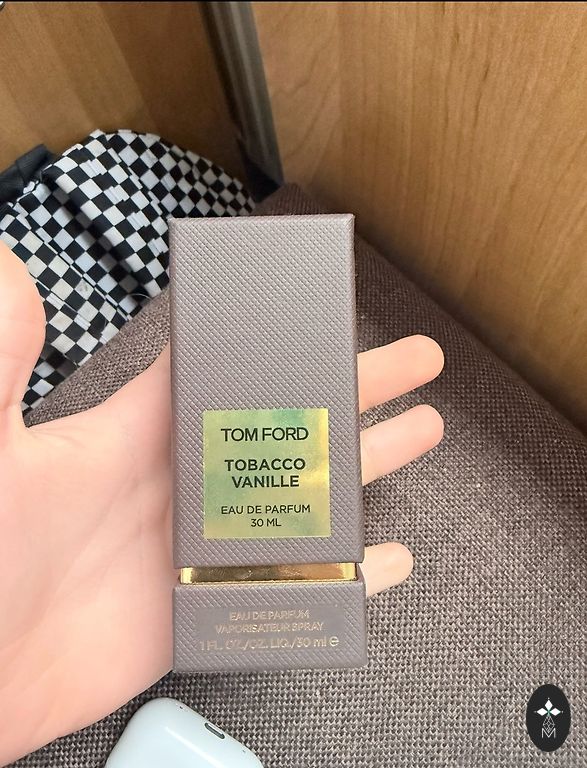 TOM FORD
TOBACCO
VANILLE
EAU DE PARFUM
30 ML
EAU DE PARFUM
VAPORISATEUR SPRAY
1 FL. OZ./OZ. LIQ./30 ml ℮
M